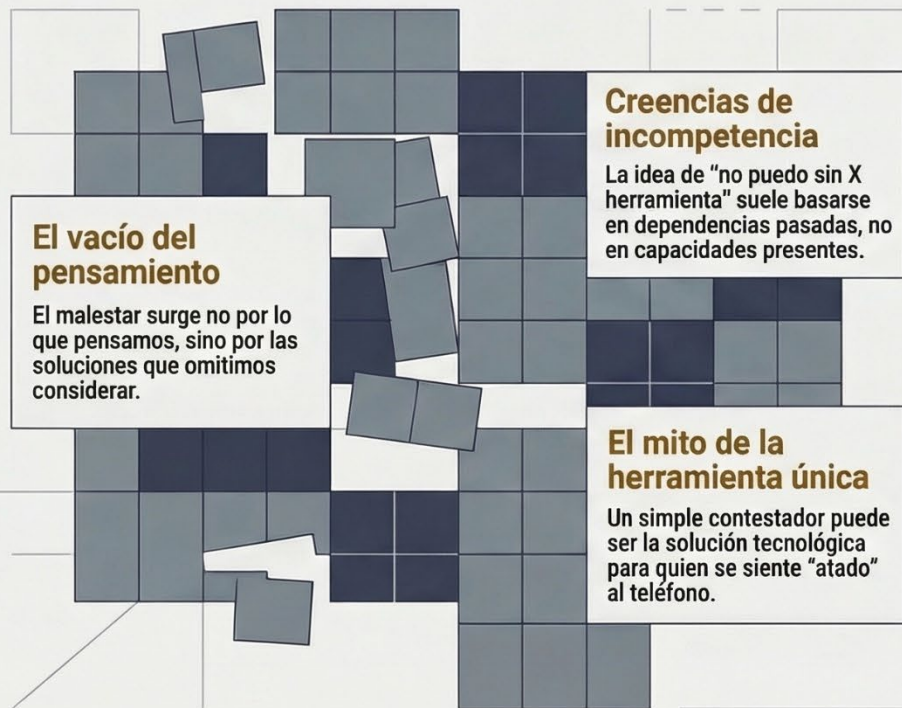 Creencias de
incompetencia
La idea de "no puedo sin X
herramienta" suele basarse
en dependencias pasadas, no
en capacidades presentes.
El vacío del
pensamiento
El malestar surge no por lo
que pensamos, sino por las
soluciones que omitimos
considerar.
El mito de la
herramienta única
Un simple contestador puede
ser la solución tecnológica
para quien se siente "atado"
al teléfono.